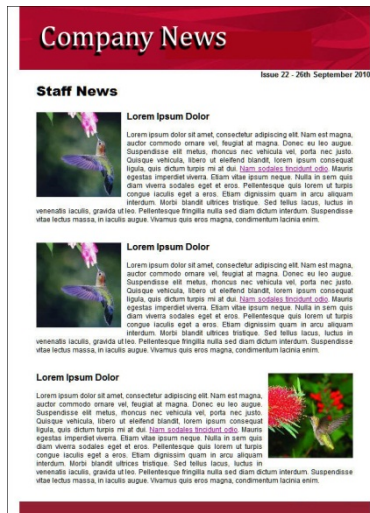 Company News
Issue 22 - 26th September 2010
Staff News
Lorem Ipsum Dolor
Lorem ipsum dolor sit amet, consectetur adipiscing elit. Nam est magna,
auctor commodo ornare vel, feugiat at magna. Donec eu leo augue.
Suspendisse elit metus, rhoncus nec vehicula vel, porta nec justo.
Quisque vehicula, libero ut eleifend blandit, lorem ipsum consequat
ligula, quis dictum turpis mi at dui. Nam sodales tincidunt odio. Mauris
egestas imperdiet viverra. Etiam vitae ipsum neque. Nulla in sem quis
diam viverra sodales eget et eros. Pellentesque quis lorem ut turpis
congue iaculis eget a eros. Etiam dignissim quam in arcu aliquam
interdum. Morbi blandit ultrices tristique. Sed tellus lacus, luctus in
venenatis iaculis, gravida ut leo. Pellentesque fringilla nulla sed diam dictum interdum. Suspendisse
vitae lectus massa, in iaculis augue. Vivamus quis eros magna, condimentum lacinia enim.
Lorem Ipsum Dolor
Lorem ipsum dolor sit amet, consectetur adipiscing elit. Nam est magna,
auctor commodo ornare vel, feugiat at magna. Donec eu leo augue.
Suspendisse elit metus, rhoncus nec vehicula vel, porta nec justo.
Quisque vehicula, libero ut eleifend blandit, lorem ipsum consequat
ligula, quis dictum turpis mi at dui. Nam sodales tincidunt odio. Mauris
egestas imperdiet viverra. Etiam vitae ipsum neque. Nulla in sem quis
diam viverra sodales eget et eros. Pellentesque quis lorem ut turpis
congue iaculis eget a eros. Etiam dignissim quam in arcu aliquam
interdum. Morbi blandit ultrices tristique. Sed tellus lacus, luctus in
venenatis iaculis, gravida ut leo. Pellentesque fringilla nulla sed diam dictum interdum. Suspendisse
vitae lectus massa, in iaculis augue. Vivamus quis eros magna, condimentum lacinia enim.
Lorem Ipsum Dolor
Lorem ipsum dolor sit amet, consectetur adipiscing elit. Nam est magna,
auctor commodo ornare vel, feugiat at magna. Donec eu leo augue.
Suspendisse elit metus, rhoncus nec vehicula vel, porta nec justo.
Quisque vehicula, libero ut eleifend blandit, lorem ipsum consequat
ligula, quis dictum turpis mi at dui. Nam sodales tincidunt odio. Mauris
egestas imperdiet viverra. Etiam vitae ipsum neque. Nulla in sem quis
diam viverra sodales eget et eros. Pellentesque quis lorem ut turpis
congue iaculis eget a eros. Etiam dignissim quam in arcu aliquam
interdum. Morbi blandit ultrices tristique. Sed tellus lacus, luctus in
venenatis iaculis, gravida ut leo. Pellentesque fringilla nulla sed diam dictum interdum. Suspendisse
vitae lectus massa, in iaculis augue. Vivamus quis eros magna, condimentum lacinia enim.